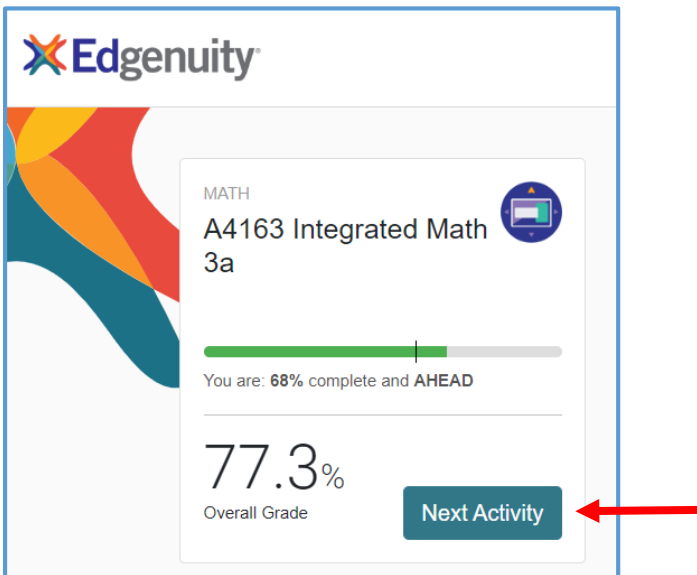 Edgenuity
MATH
A4163 Integrated Math
3a
You are: 68% complete and AHEAD
77.3%
Overall Grade
Next Activity